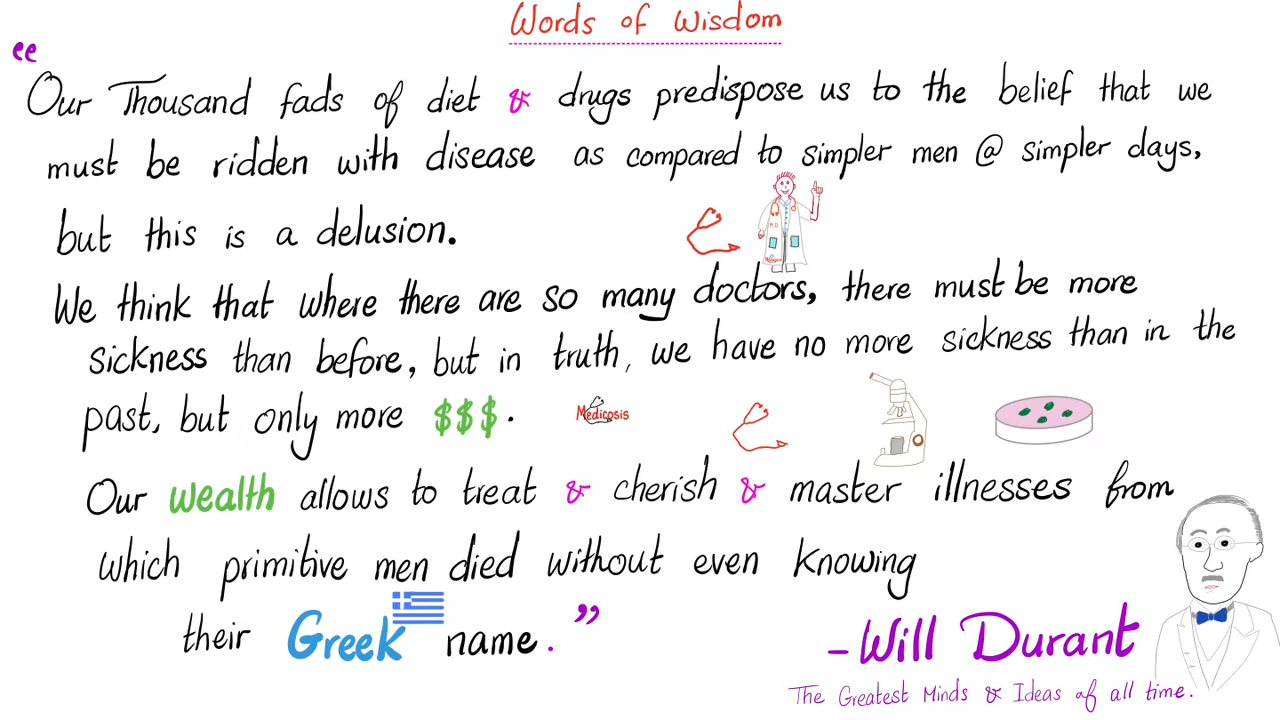 Words of Wisdom
“
Our Thousand fads of diet & drugs predispose us to the belief that we
must be ridden with disease as compared to simpler men @ simpler days,
but this is a delusion.
M.D
We think that where there are so many doctors, there must be more
sickness than before, but in truth, we have no more sickness than in the
past, but only more $$$.
Medicosis
Our wealth allows to treat & cherish & master illnesses from
which primitive men died without even knowing
their Greek name.”
- Will Durant
The Greatest Minds & Ideas of all time.